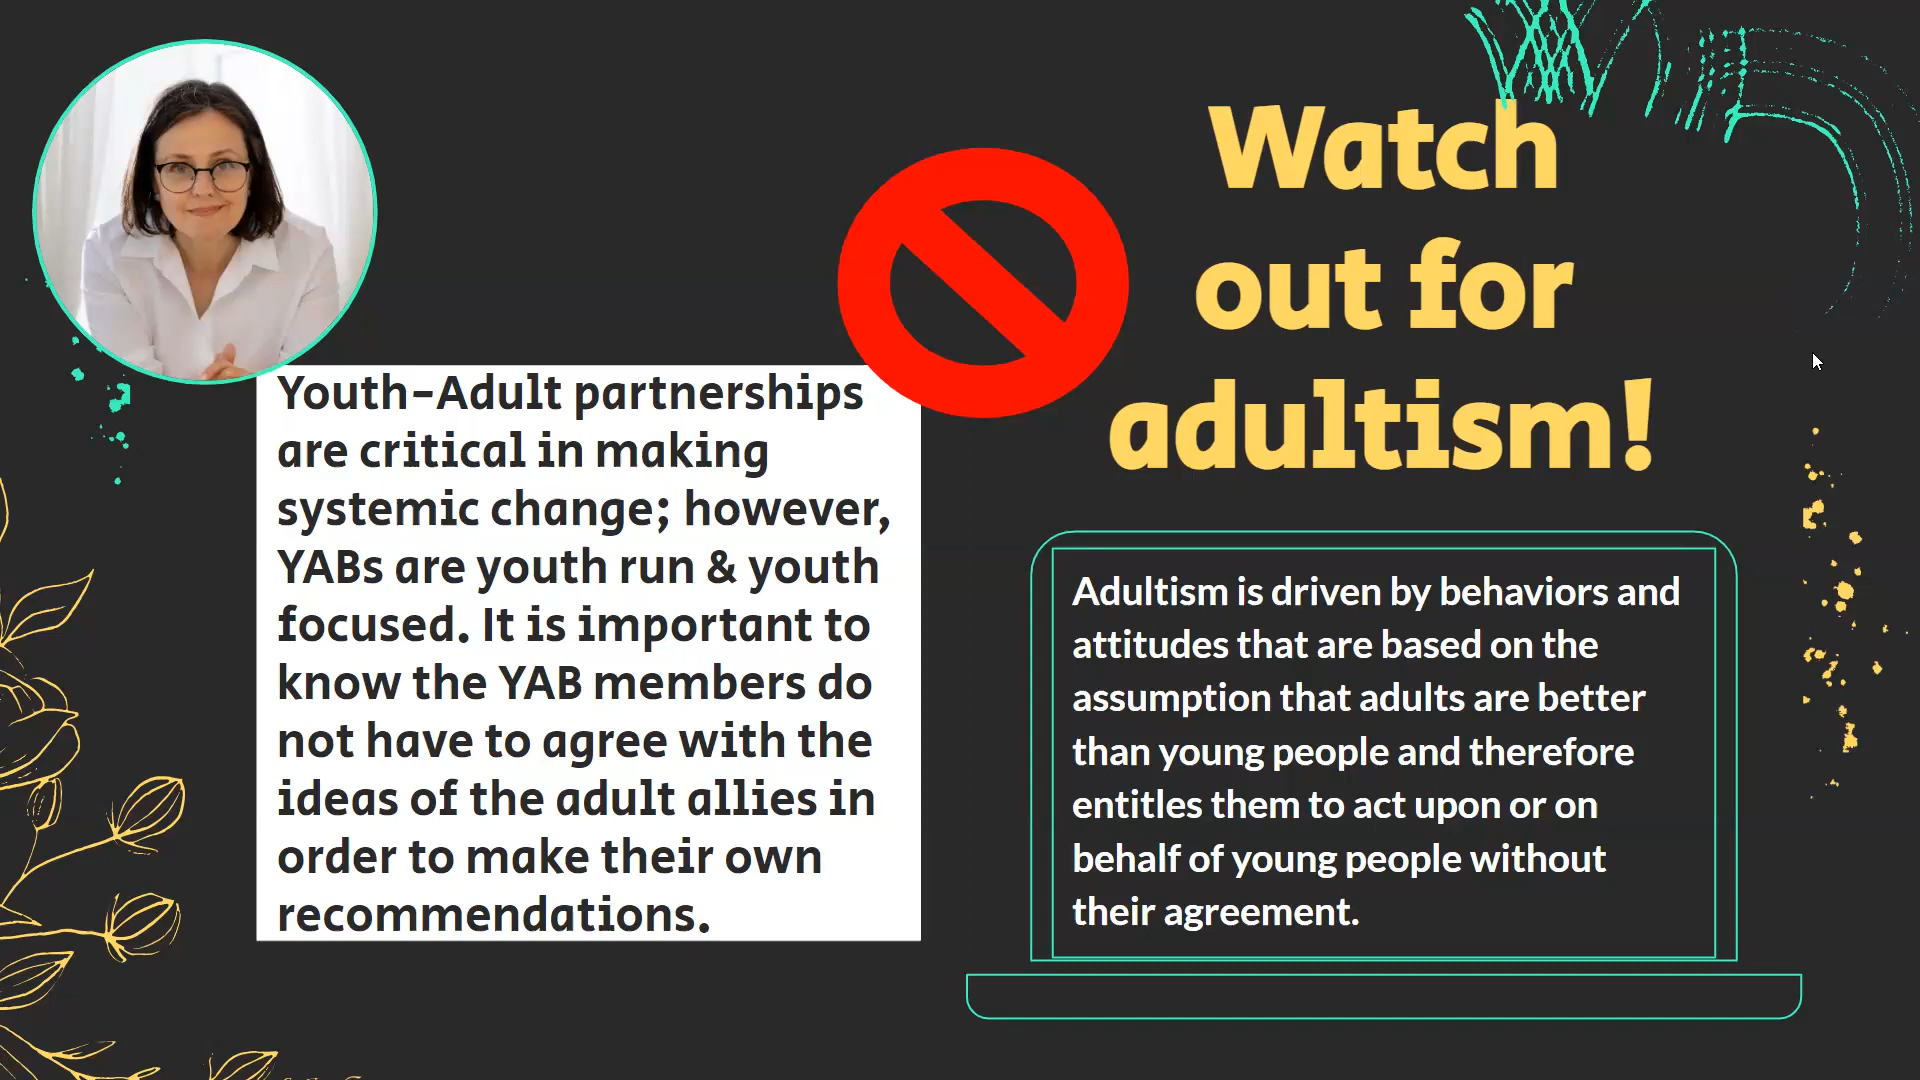 Watch
out for
adultism!
Youth-Adult partnerships
are critical in making
systemic change; however,
YABs are youth run & youth
focused. It is important to
know the YAB members do
not have to agree with the
ideas of the adult allies in
order to make their own
recommendations.
Adultism is driven by behaviors and
attitudes that are based on the
assumption that adults are better
than young people and therefore
entitles them to act upon or on
behalf of young people without
their agreement.